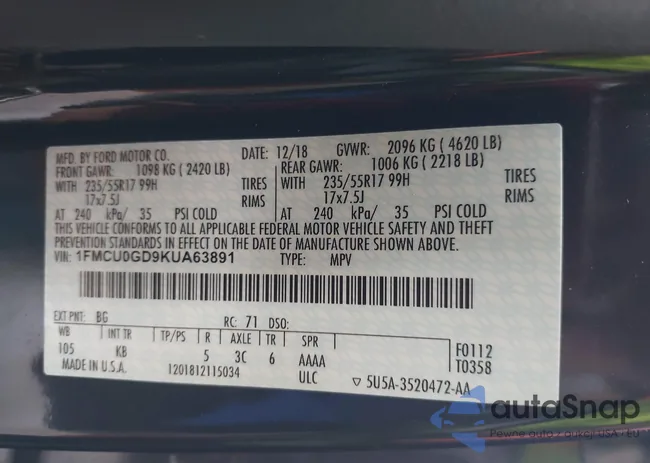 MFD. BY FORD MOTOR CO. DATE: 12/18 GVWR: 2096 KG ( 4620 LB)
FRONT GAWR: 1098 KG ( 2420 LB) REAR GAWR: 1006 KG ( 2218 LB)
WITH 235/55R17 99H TIRES WITH 235/55R17 99H TIRES
17x7.5J RIMS 17x7.5J RIMS
AT 240 kPa/ 35 PSI COLD AT 240 kPa/ 35 PSI COLD
THIS VEHICLE CONFORMS TO ALL APPLICABLE FEDERAL MOTOR VEHICLE SAFETY AND THEFT
PREVENTION STANDARDS IN EFFECT ON THE DATE OF MANUFACTURE SHOWN ABOVE.
VIN: 1FMCU0GD9KUA63891 TYPE: MPV
EXT PNT: BG RC: 71 DSO:
WB INT TR TP/PS R AXLE TR SPR
105 KB 5 3C 6 AAAA F0112
MADE IN U.S.A. 1201812115034 ULC T0358
▽ 5U5A-3520472-AA
autoSnap
Pewne auto z aukcji USA - EU